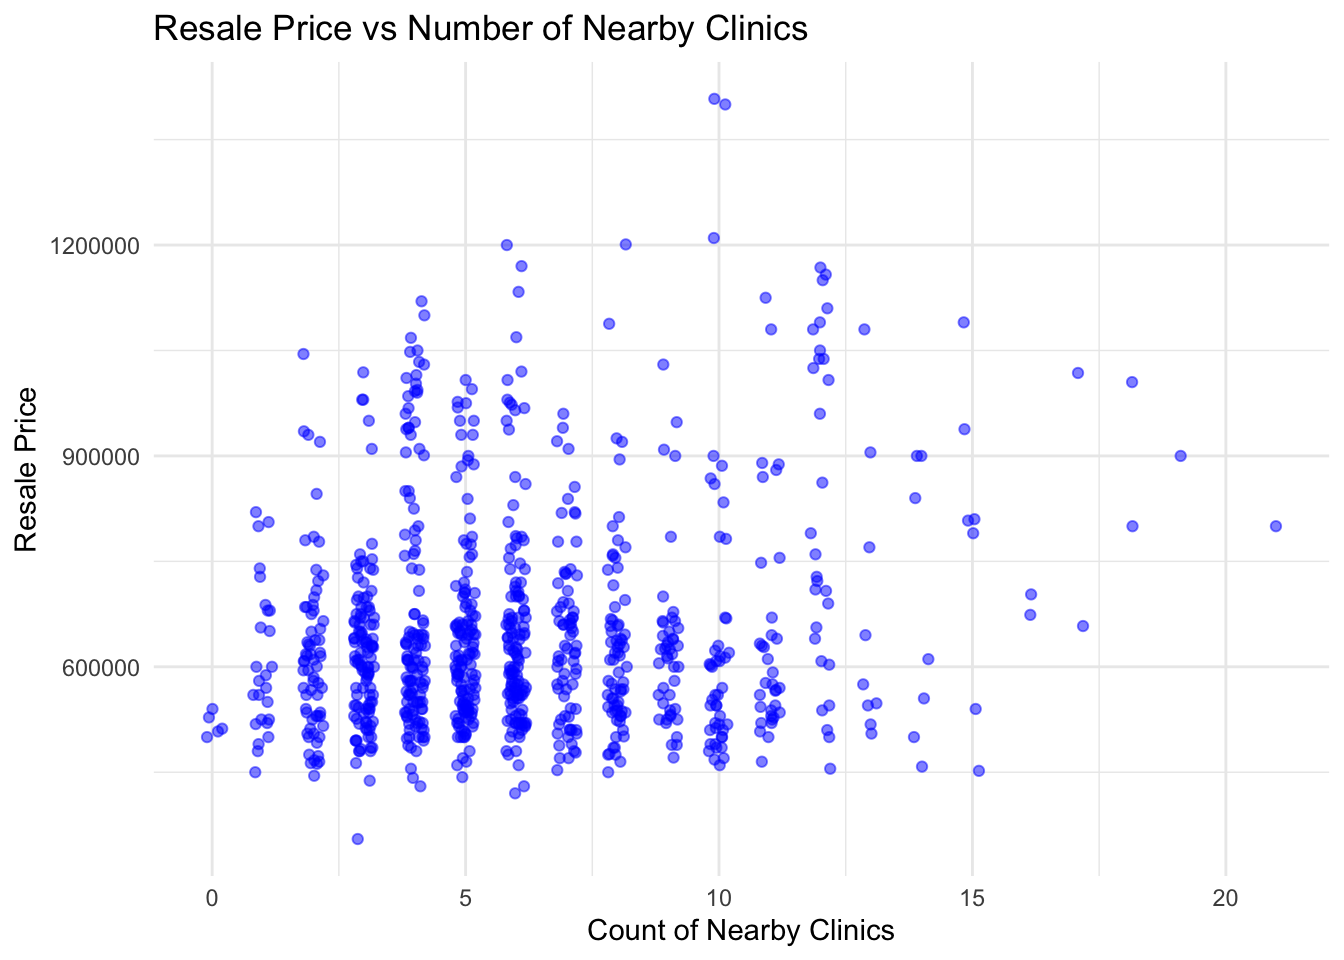 Resale Price vs Number of Nearby Clinics
Resale Price
1200000
900000
600000
0 5 10 15 20
Count of Nearby Clinics